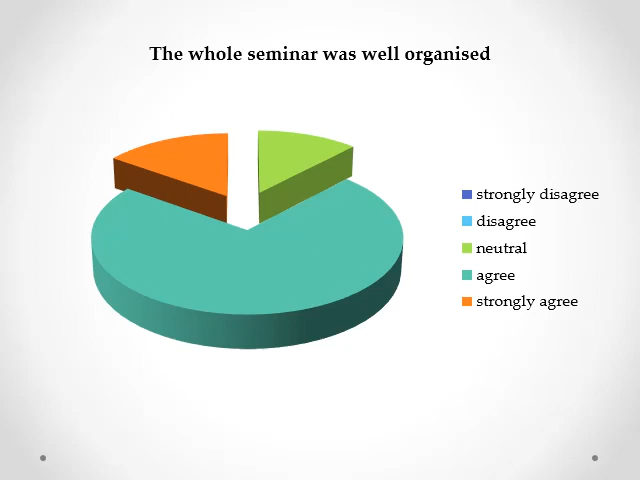 The whole seminar was well organised
strongly disagree
disagree
neutral
agree
strongly agree